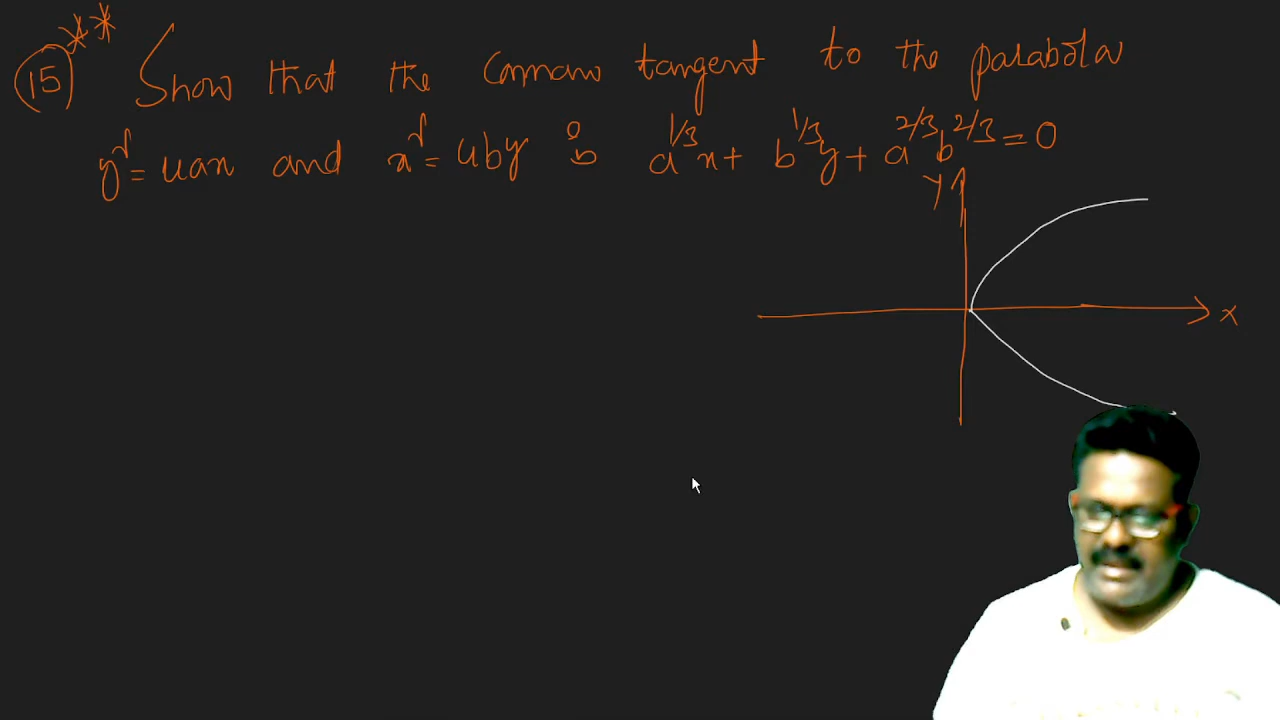 (15)** Show that the common tangent to the parabola
y² = 4ax and x² = 4by is a^1/3 x + b^1/3 y + a^2/3 b^2/3 = 0
Y
X